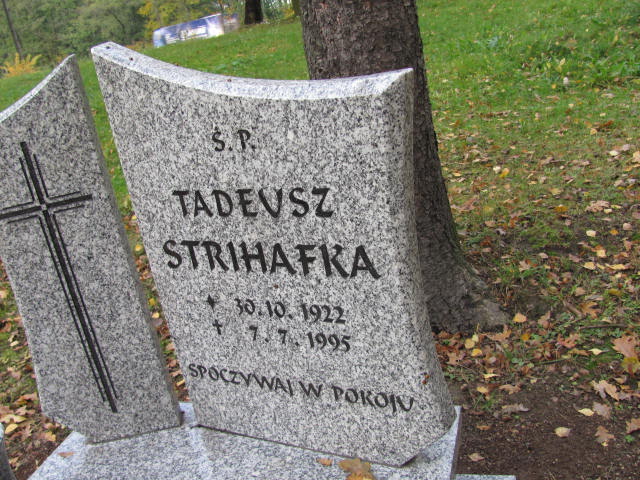 Ś. P.
TADEUSZ
STRIHAFKA
30.10.1922
7.7.1995
SPOCZYWAJ W POKOJU